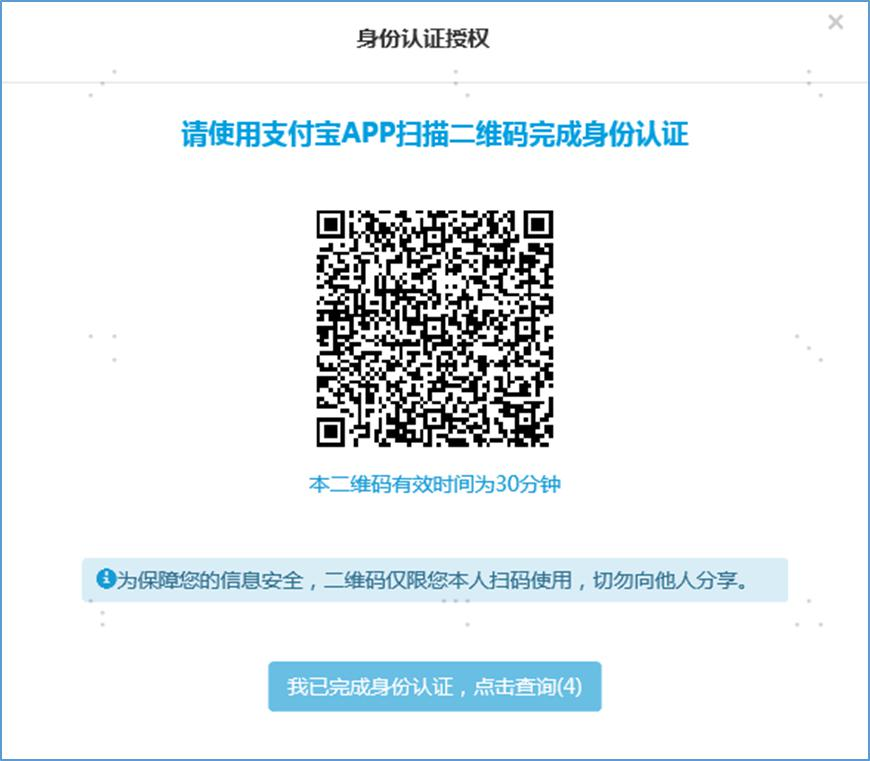 身份认证授权
×
请使用支付宝APP扫描二维码完成身份认证
本二维码有效时间为30分钟
为保障您的信息安全，二维码仅限您本人扫码使用，切勿向他人分享。
我已完成身份认证，点击查询(4)